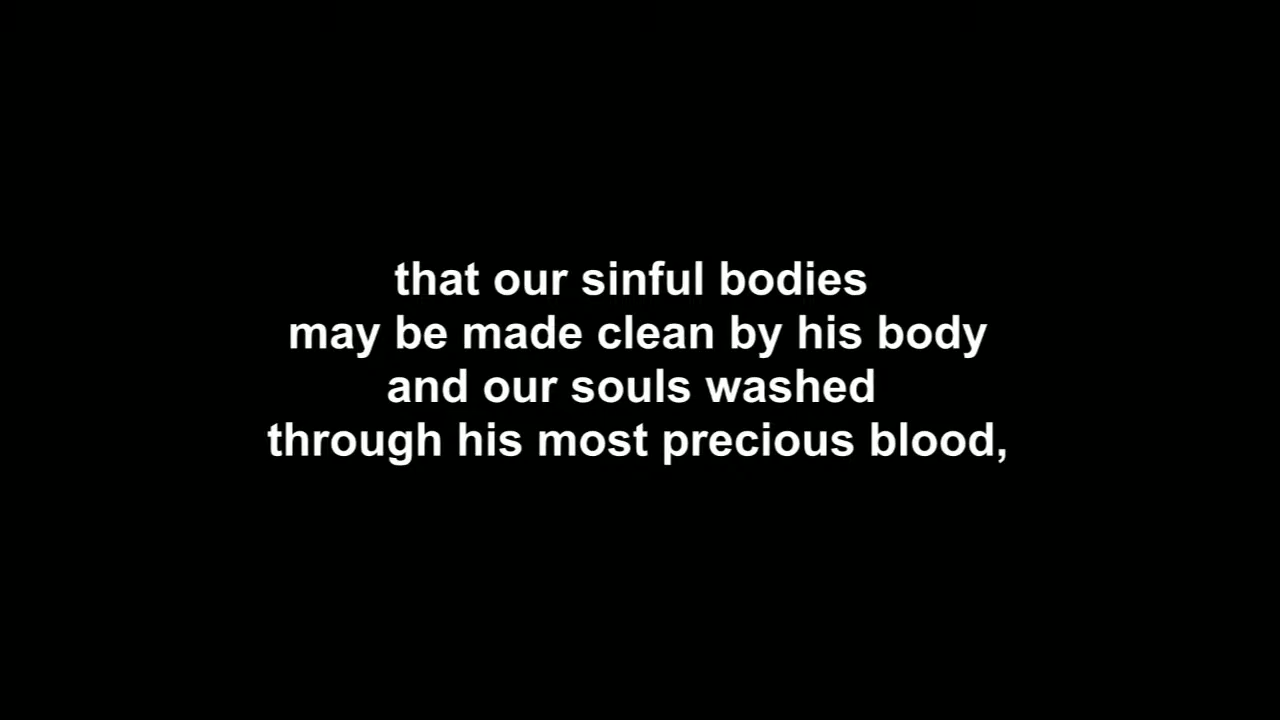 that our sinful bodies
may be made clean by his body
and our souls washed
through his most precious blood,